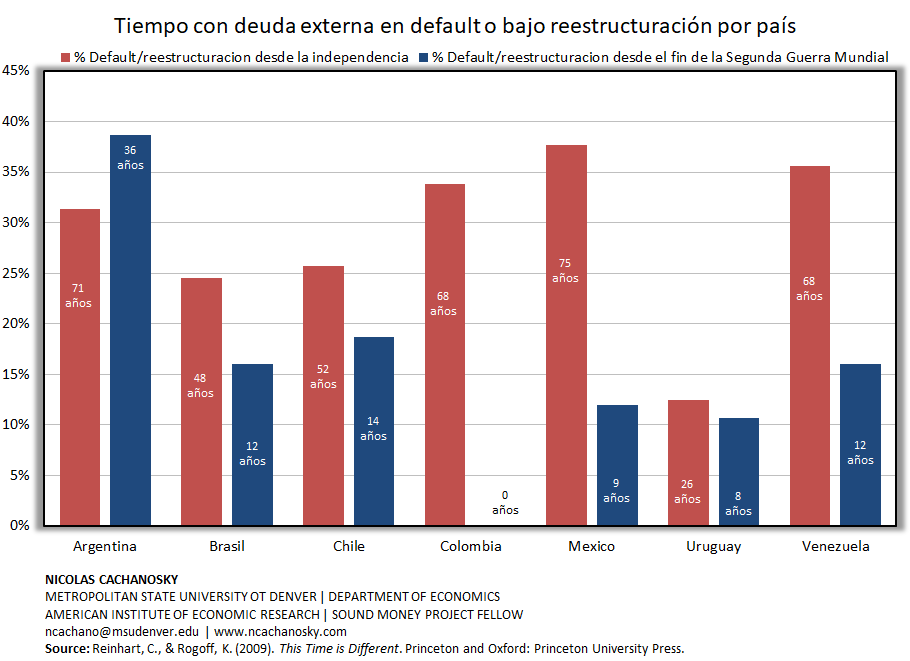 Tiempo con deuda externa en default o bajo reestructuración por país
% Default/reestructuracion desde la independencia % Default/reestructuracion desde el fin de la Segunda Guerra Mundial
45%
40%
35%
30%
25%
20%
15%
10%
5%
0%
71
años
36
años
48
años
12
años
52
años
14
años
68
años
0
años
75
años
9
años
26
años
8
años
68
años
12
años
Argentina Brasil Chile Colombia Mexico Uruguay Venezuela
NICOLAS CACHANOSKY
METROPOLITAN STATE UNIVERSITY OT DENVER | DEPARTMENT OF ECONOMICS
AMERICAN INSTITUTE OF ECONOMIC RESEARCH | SOUND MONEY PROJECT FELLOW
ncachano@msudenver.edu | www.ncachanosky.com
Source: Reinhart, C., & Rogoff, K. (2009). This Time is Different. Princeton and Oxford: Princeton University Press.